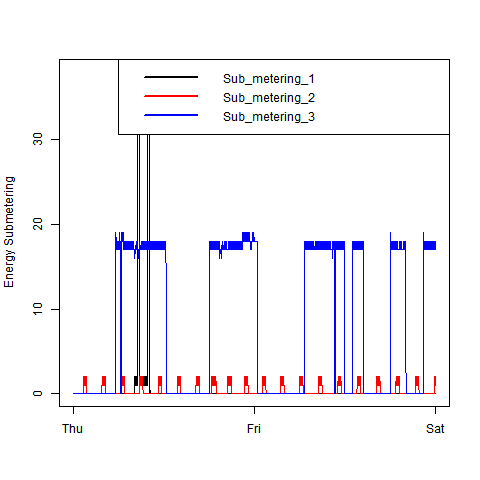 Sub_metering_1
Sub_metering_2
Sub_metering_3
Energy Submetering
30
20
10
0
Thu
Fri
Sat